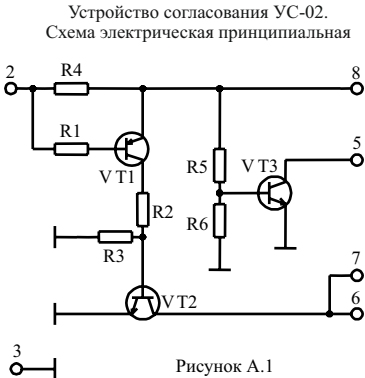 Устройство согласования УС-02.
Схема электрическая принципиальная
2
R4
8
R1
VT1
R5
VT3
5
R2
R6
R3
7
VT2
6
3
Рисунок А.1